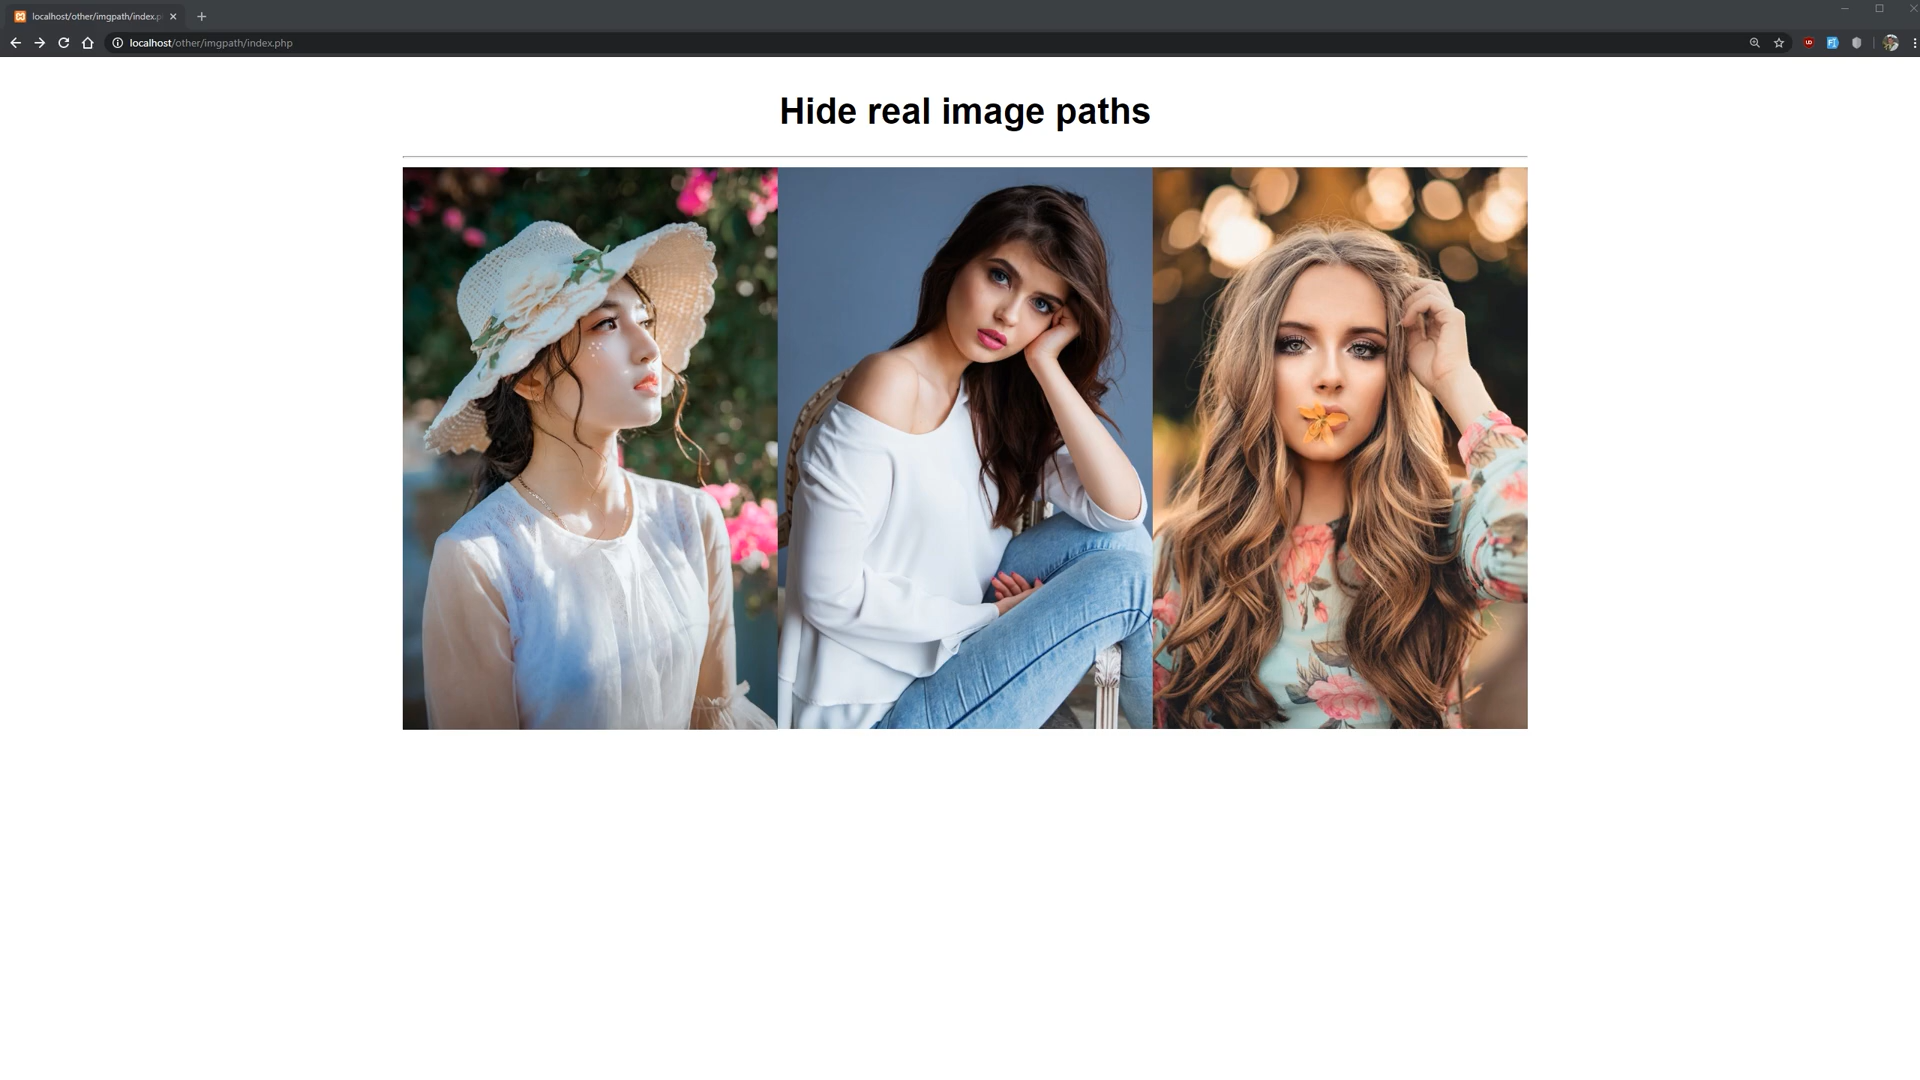 localhost/other/imgpath/index.p
localhost/other/imgpath/index.php
Hide real image paths